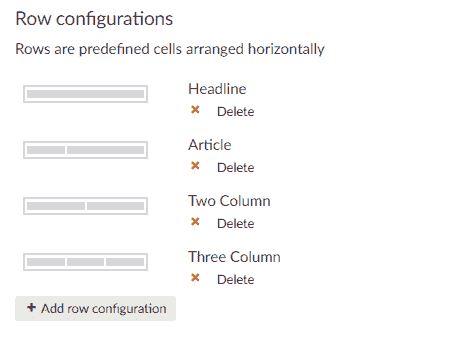 Row configurations
Rows are predefined cells arranged horizontally
Headline
Delete
Article
Delete
Two Column
Delete
Three Column
Delete
Add row configuration